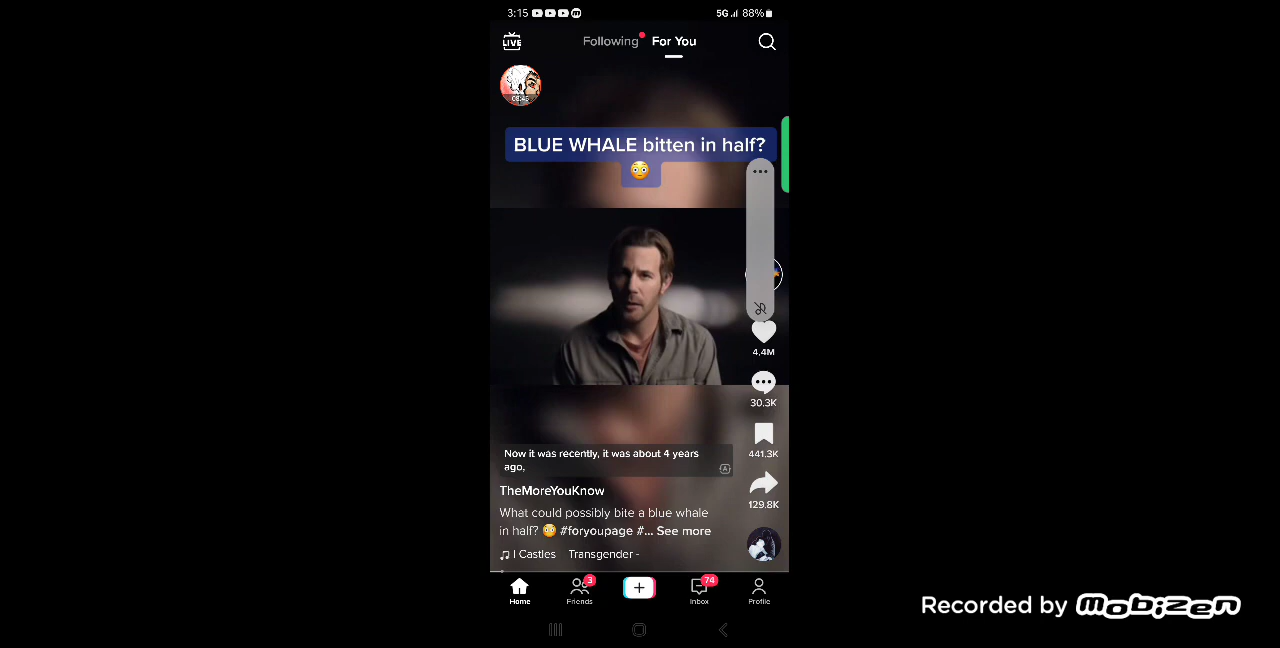 3:15
5G 88%
LIVE
Following For You
08:46
BLUE WHALE bitten in half?
4,4M
30,3K
Now it was recently, it was about 4 years
ago,
441,3K
TheMoreYouKnow
129,8K
What could possibly bite a blue whale
in half? 😳 #foryoupage #... See more
l Castles Transgender -
3
74
Home Friends Inbox Profile
Recorded by mobizen